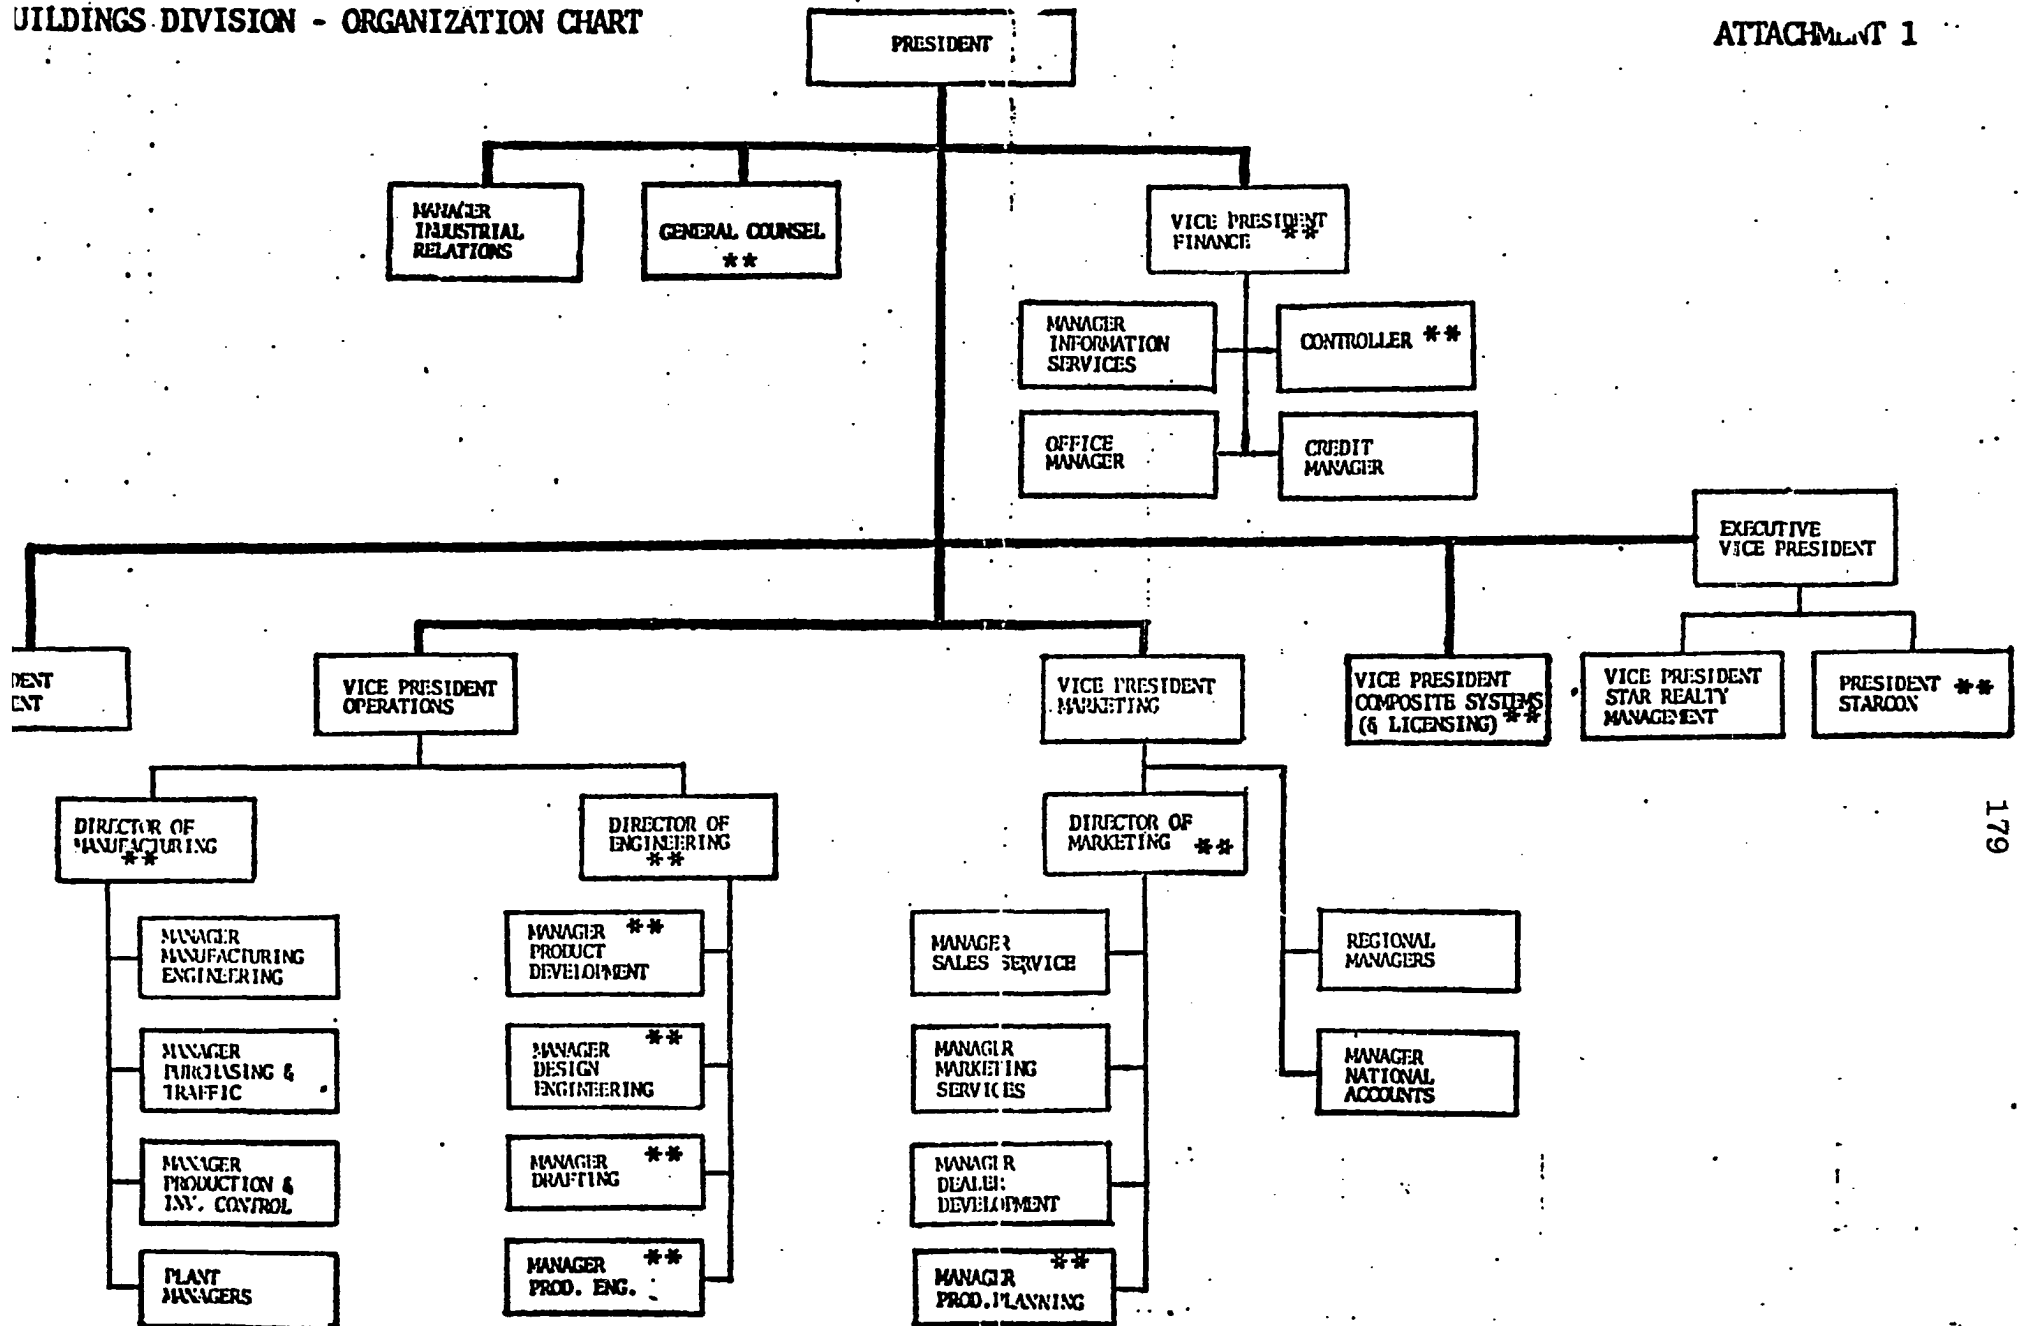 UILDINGS DIVISION - ORGANIZATION CHART
ATTACHMENT 1
PRESIDENT
MANAGER
INDUSTRIAL
RELATIONS
GENERAL COUNSEL
**
VICE PRESIDENT
FINANCE **
MANAGER
INFORMATION
SERVICES
CONTROLLER **
OFFICE
MANAGER
CREDIT
MANAGER
EXECUTIVE
VICE PRESIDENT
DENT
ENT
VICE PRESIDENT
OPERATIONS
VICE PRESIDENT
MARKETING
VICE PRESIDENT
COMPOSITE SYSTEMS
(& LICENSING) **
VICE PRESIDENT
STAR REALTY
MANAGEMENT
PRESIDENT **
STARCON
179
DIRECTOR OF
MANUFACTURING
**
DIRECTOR OF
ENGINEERING
**
DIRECTOR OF
MARKETING **
MANAGER
MANUFACTURING
ENGINEERING
MANAGER
PURCHASING &
TRAFFIC
MANAGER
PRODUCTION &
INV. CONTROL
PLANT
MANAGERS
MANAGER **
PRODUCT
DEVELOPMENT
MANAGER **
DESIGN
ENGINEERING
MANAGER **
DRAFTING
MANAGER **
PROD. ENG.
MANAGER
SALES SERVICE
MANAGER
MARKETING
SERVICES
MANAGER
DEALER
DEVELOPMENT
MANAGER **
PROD.PLANNING
REGIONAL
MANAGERS
MANAGER
NATIONAL
ACCOUNTS